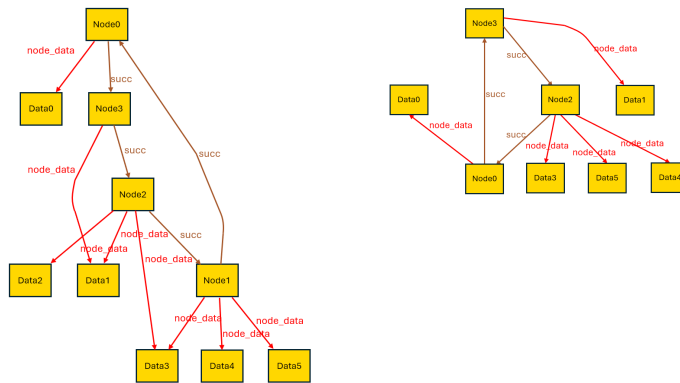 Node0
node_data
succ
Data0
Node3
succ
node_data
succ
Node2
node_data
node_data
succ
node_data
Data2
Data1
Node1
node_data
node_data
node_data
Data3
Data4
Data5
Node3
node_data
succ
Data0
Node2
Data1
node_data
succ
succ
node_data
node_data
node_data
Node0
Data3
Data5
Data4